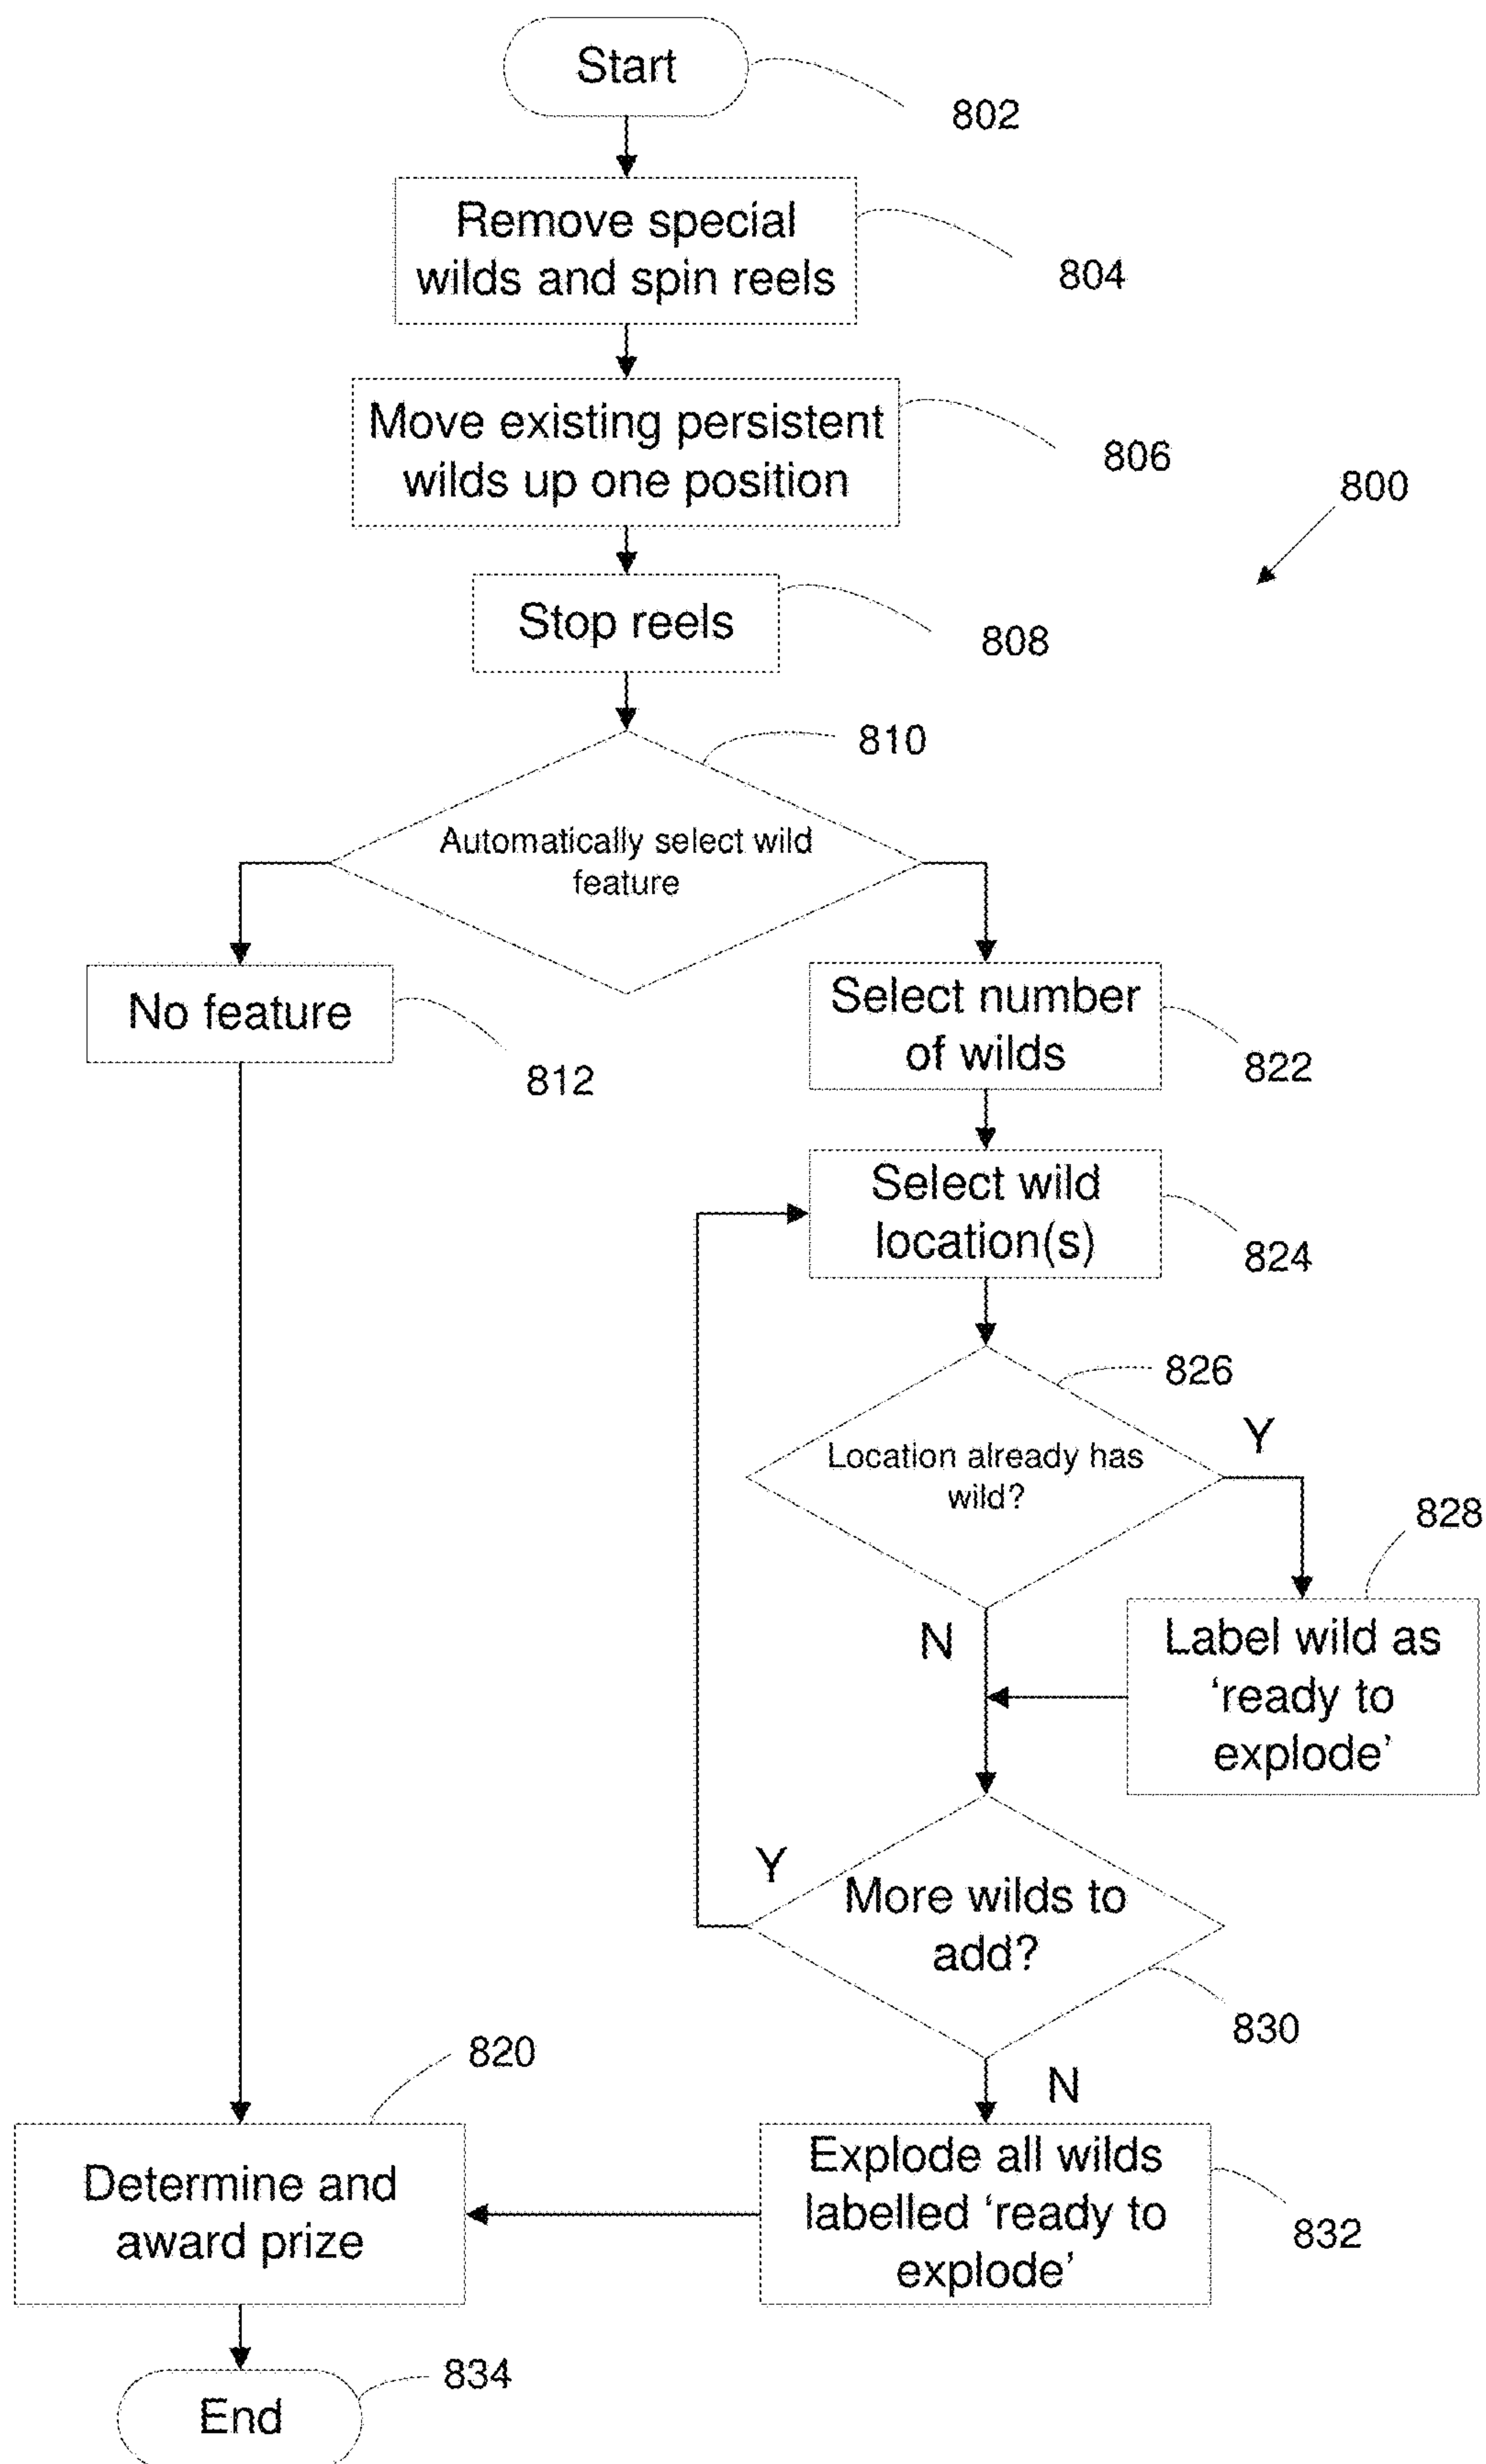 Start
802
Remove special
wilds and spin reels
804
Move existing persistent
wilds up one position
806
800
Stop reels
808
810
Automatically select wild
feature
No feature
812
Select number
of wilds
822
Select wild
location(s)
824
826
Location already has
wild?
Y
828
N
Label wild as
‘ready to
explode’
Y
More wilds to
add?
830
N
820
Determine and
award prize
Explode all wilds
labelled ‘ready to
explode’
832
834
End